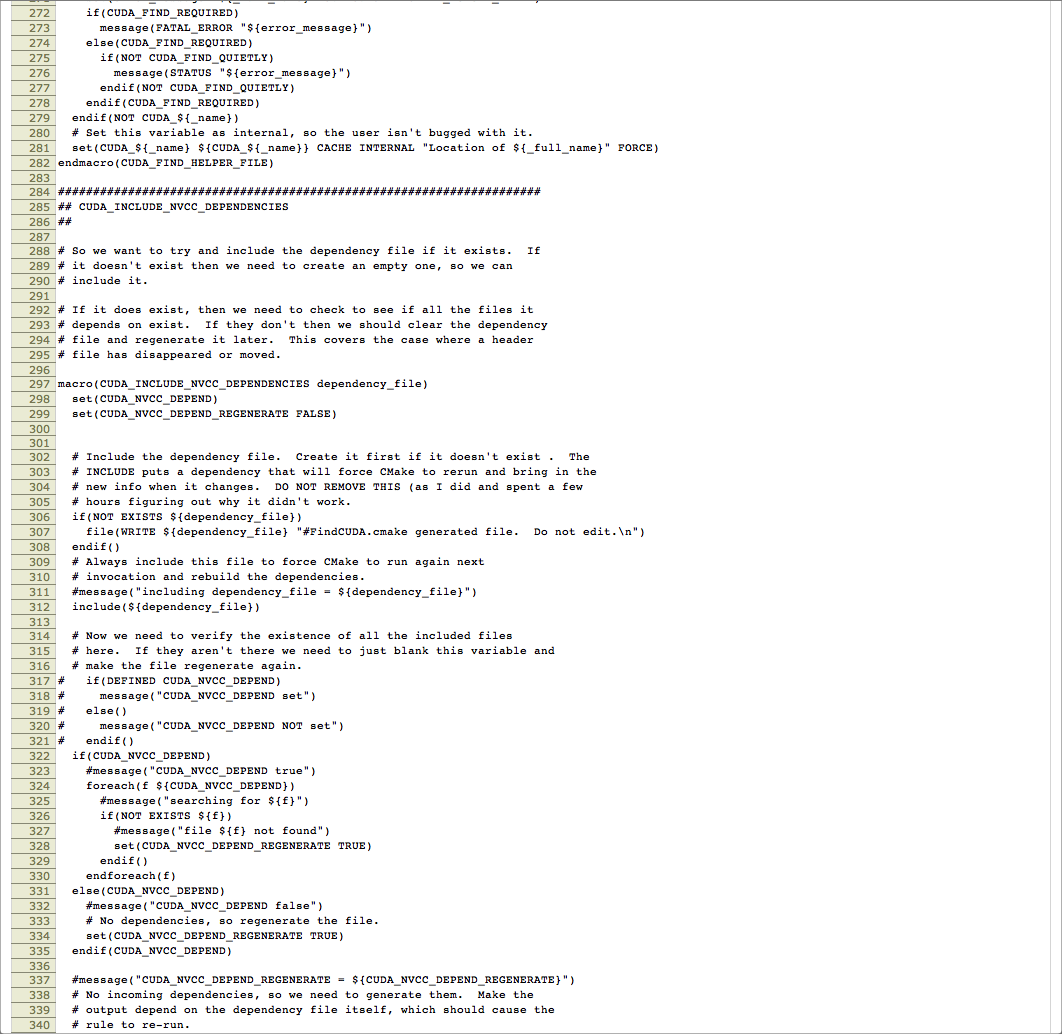 272     if(CUDA_FIND_REQUIRED)
273       message(FATAL_ERROR "${error_message}")
274     else(CUDA_FIND_REQUIRED)
275       if(NOT CUDA_FIND_QUIETLY)
276         message(STATUS "${error_message}")
277       endif(NOT CUDA_FIND_QUIETLY)
278     endif(CUDA_FIND_REQUIRED)
279   endif(NOT CUDA_${_name})
280   # Set this variable as internal, so the user isn't bugged with it.
281   set(CUDA_${_name} ${CUDA_${_name}} CACHE INTERNAL "Location of ${_full_name}" FORCE)
282 endmacro(CUDA_FIND_HELPER_FILE)
283
284 #####################################################################
285 ## CUDA_INCLUDE_NVCC_DEPENDENCIES
286 ##
287
288 # So we want to try and include the dependency file if it exists.  If
289 # it doesn't exist then we need to create an empty one, so we can
290 # include it.
291
292 # If it does exist, then we need to check to see if all the files it
293 # depends on exist.  If they don't then we should clear the dependency
294 # file and regenerate it later.  This covers the case where a header
295 # file has disappeared or moved.
296
297 macro(CUDA_INCLUDE_NVCC_DEPENDENCIES dependency_file)
298   set(CUDA_NVCC_DEPEND)
299   set(CUDA_NVCC_DEPEND_REGENERATE FALSE)
300
301
302   # Include the dependency file.  Create it first if it doesn't exist .  The
303   # INCLUDE puts a dependency that will force CMake to rerun and bring in the
304   # new info when it changes.  DO NOT REMOVE THIS (as I did and spent a few
305   # hours figuring out why it didn't work.
306   if(NOT EXISTS ${dependency_file})
307     file(WRITE ${dependency_file} "#FindCUDA.cmake generated file.  Do not edit.\n")
308   endif()
309   # Always include this file to force CMake to run again next
310   # invocation and rebuild the dependencies.
311   #message("including dependency_file = ${dependency_file}")
312   include(${dependency_file})
313
314   # Now we need to verify the existence of all the included files
315   # here.  If they aren't there we need to just blank this variable and
316   # make the file regenerate again.
317 #   if(DEFINED CUDA_NVCC_DEPEND)
318 #     message("CUDA_NVCC_DEPEND set")
319 #   else()
320 #     message("CUDA_NVCC_DEPEND NOT set")
321 #   endif()
322   if(CUDA_NVCC_DEPEND)
323     #message("CUDA_NVCC_DEPEND true")
324     foreach(f ${CUDA_NVCC_DEPEND})
325       #message("searching for ${f}")
326       if(NOT EXISTS ${f})
327         #message("file ${f} not found")
328         set(CUDA_NVCC_DEPEND_REGENERATE TRUE)
329       endif()
330     endforeach(f)
331   else(CUDA_NVCC_DEPEND)
332     #message("CUDA_NVCC_DEPEND false")
333     # No dependencies, so regenerate the file.
334     set(CUDA_NVCC_DEPEND_REGENERATE TRUE)
335   endif(CUDA_NVCC_DEPEND)
336
337   #message("CUDA_NVCC_DEPEND_REGENERATE = ${CUDA_NVCC_DEPEND_REGENERATE}")
338   # No incoming dependencies, so we need to generate them.  Make the
339   # output depend on the dependency file itself, which should cause the
340   # rule to re-run.